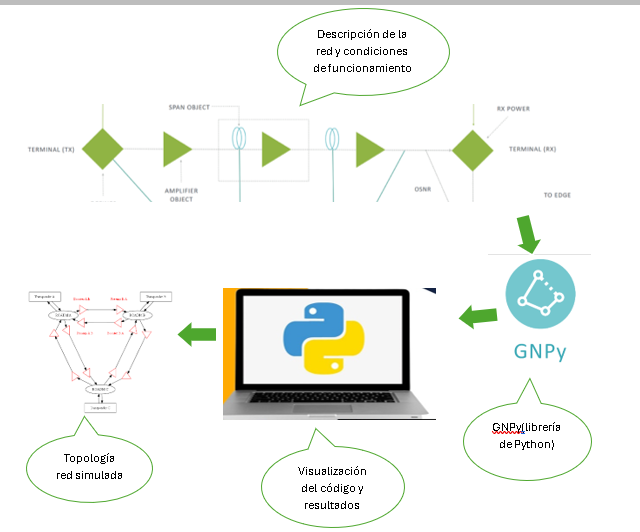 Descripción de la
red y condiciones
de funcionamiento
SPAN OBJECT
RX POWER
TERMINAL (TX)
TERMINAL (RX)
AMPLIFIER
OBJECT
OSNR
TO EDGE
GNPy
GNPy(librería
de Python)
Topología
red simulada
Visualización
del código y
resultados